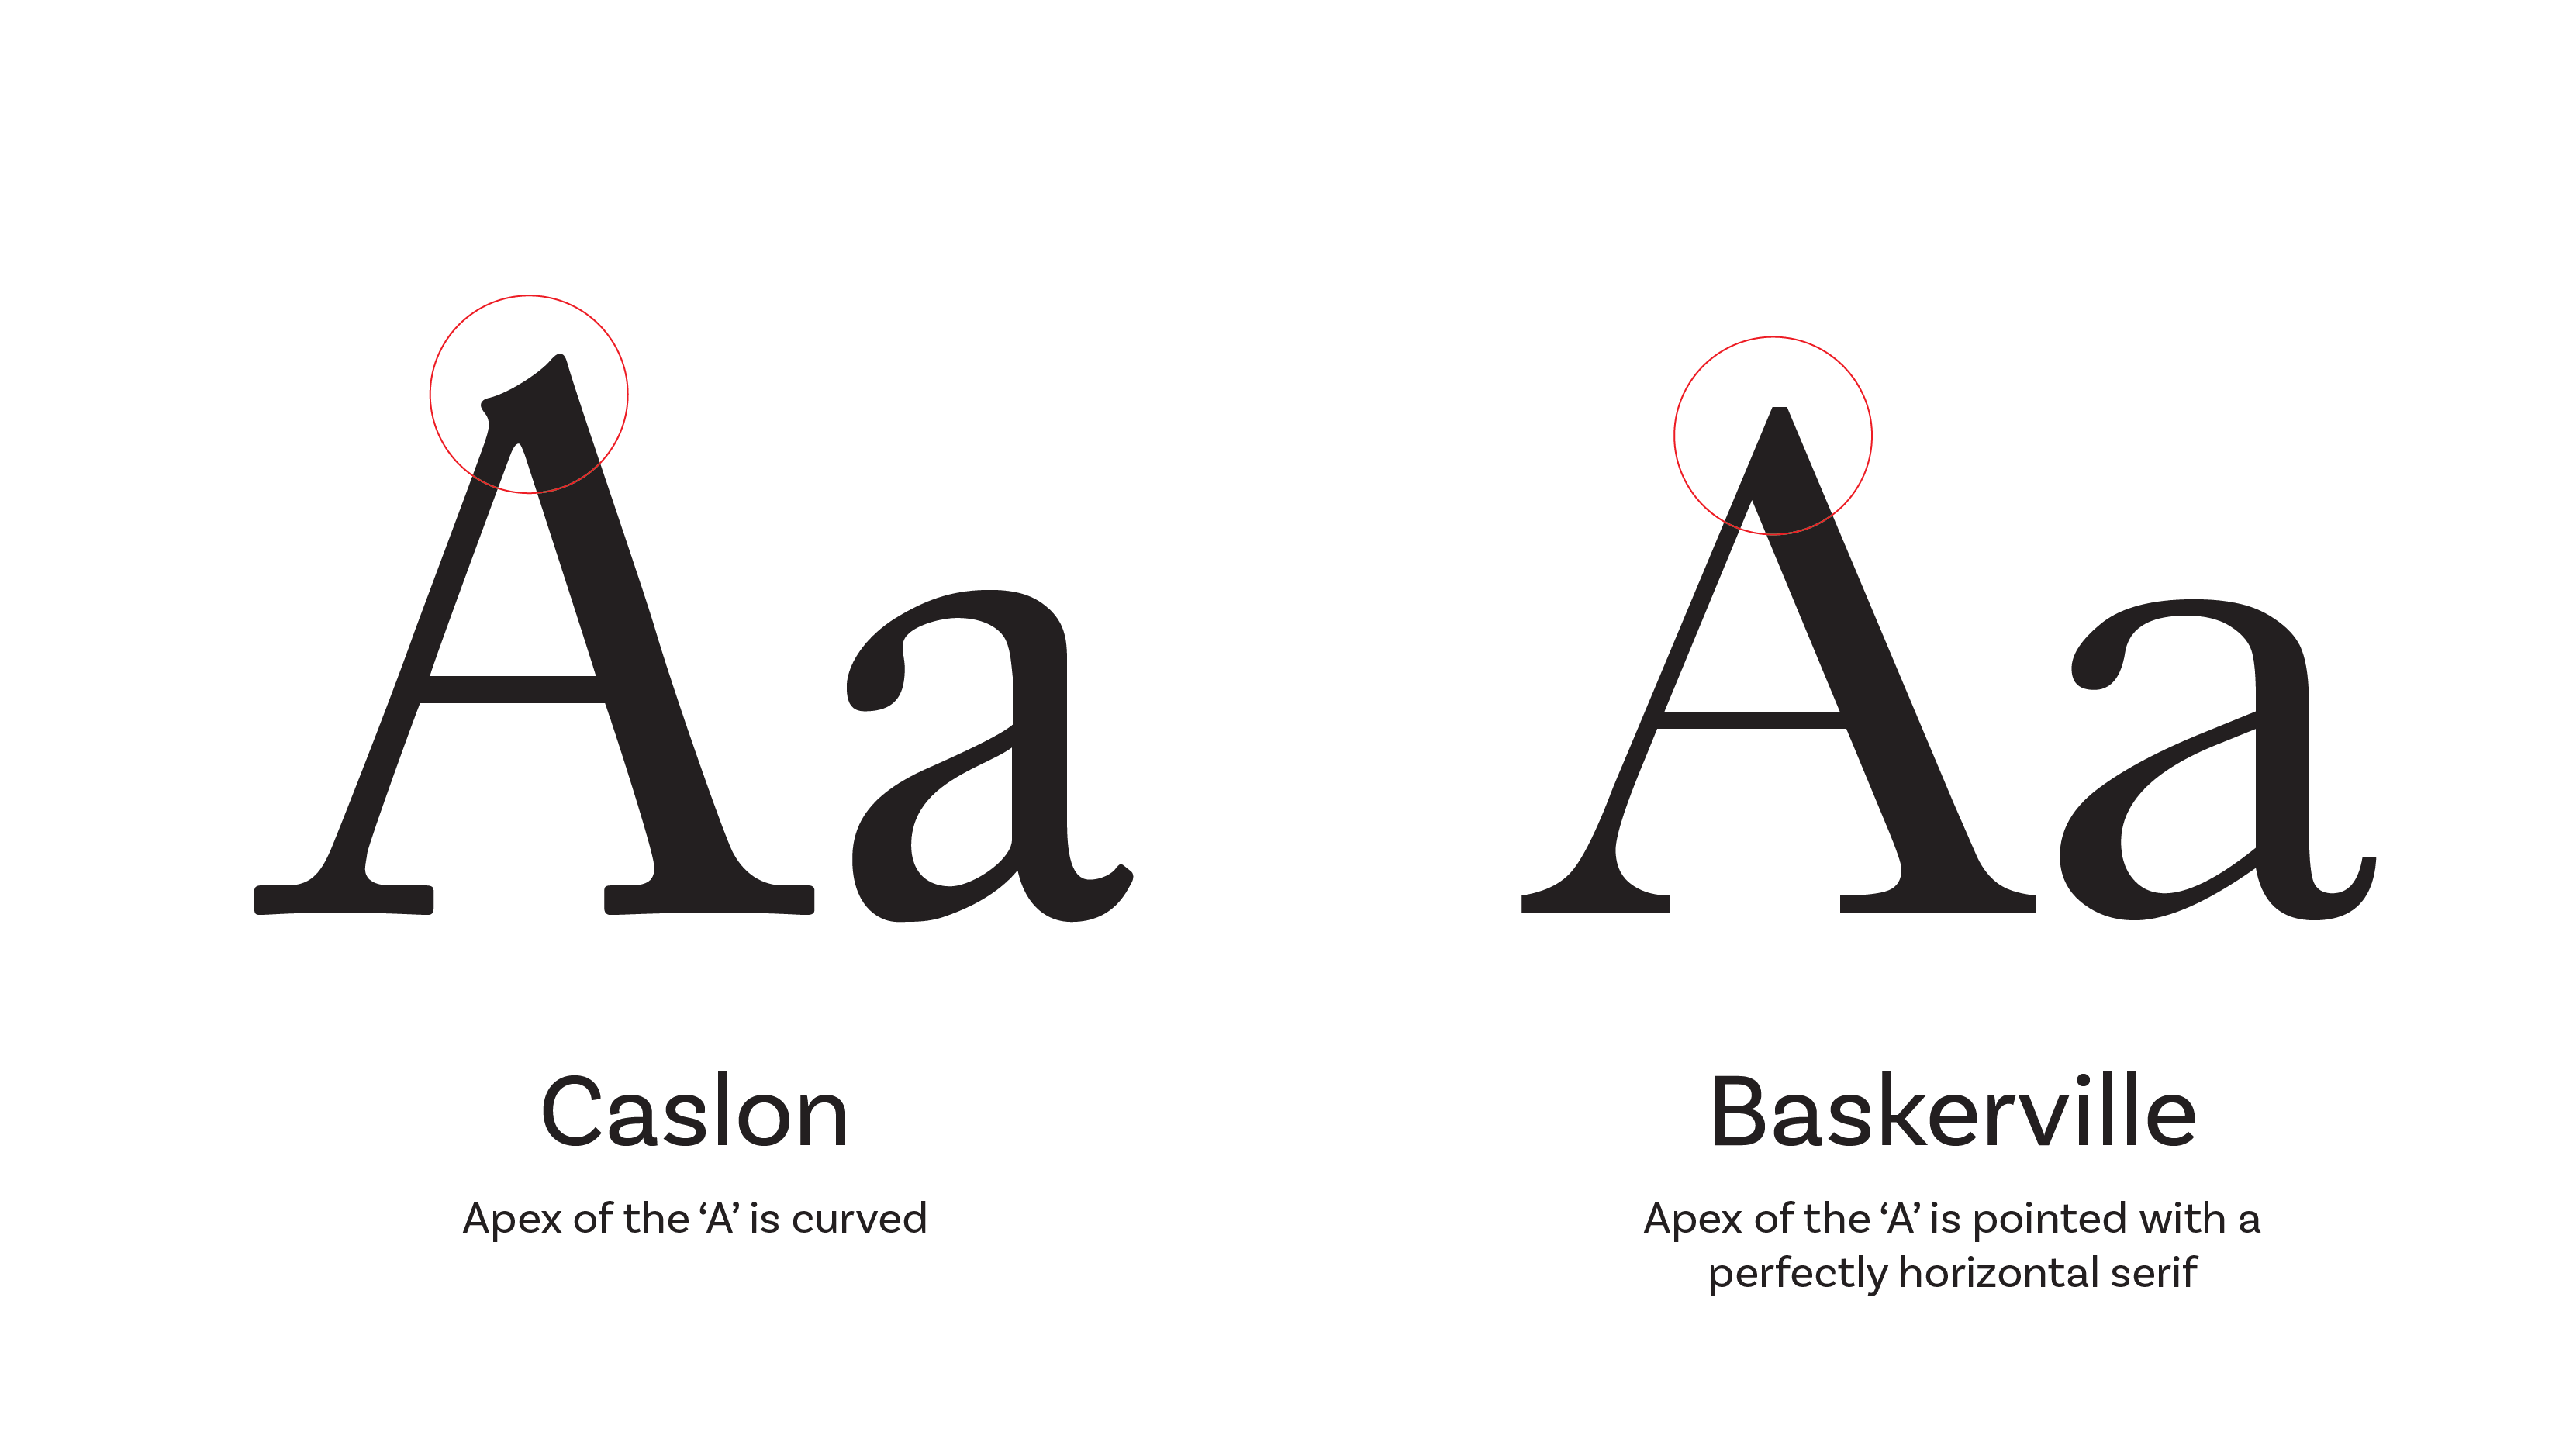 Aa
Aa
Caslon
Baskerville
Apex of the ‘A’ is curved
Apex of the ‘A’ is pointed with a
perfectly horizontal serif